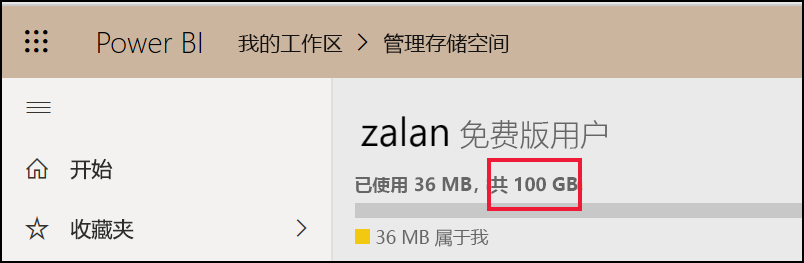 Power BI 我的工作区 > 管理存储空间
zalan 免费版用户
开始
已使用 36 MB，共 100 GB
收藏夹
36 MB 属于我